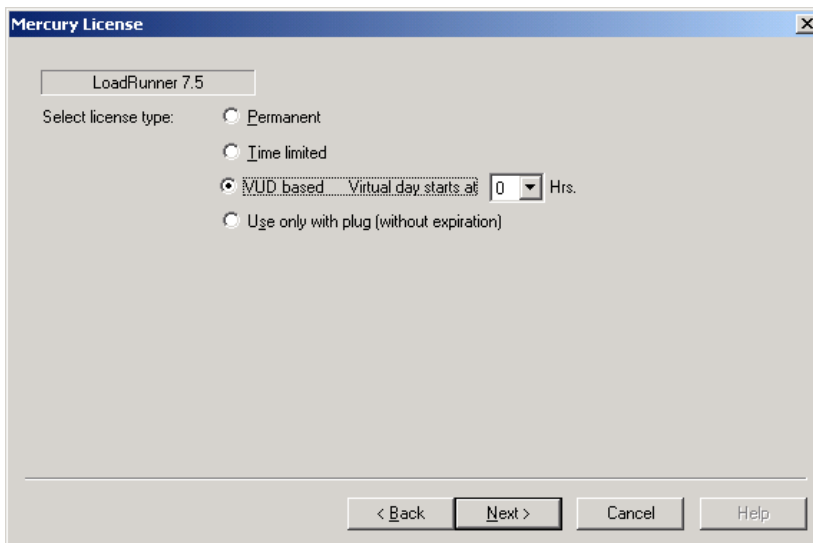 Mercury License
LoadRunner 7.5
Select license type:
Permanent
Time limited
VUD based Virtual day starts at 0 Hrs.
Use only with plug (without expiration)
< Back Next > Cancel Help